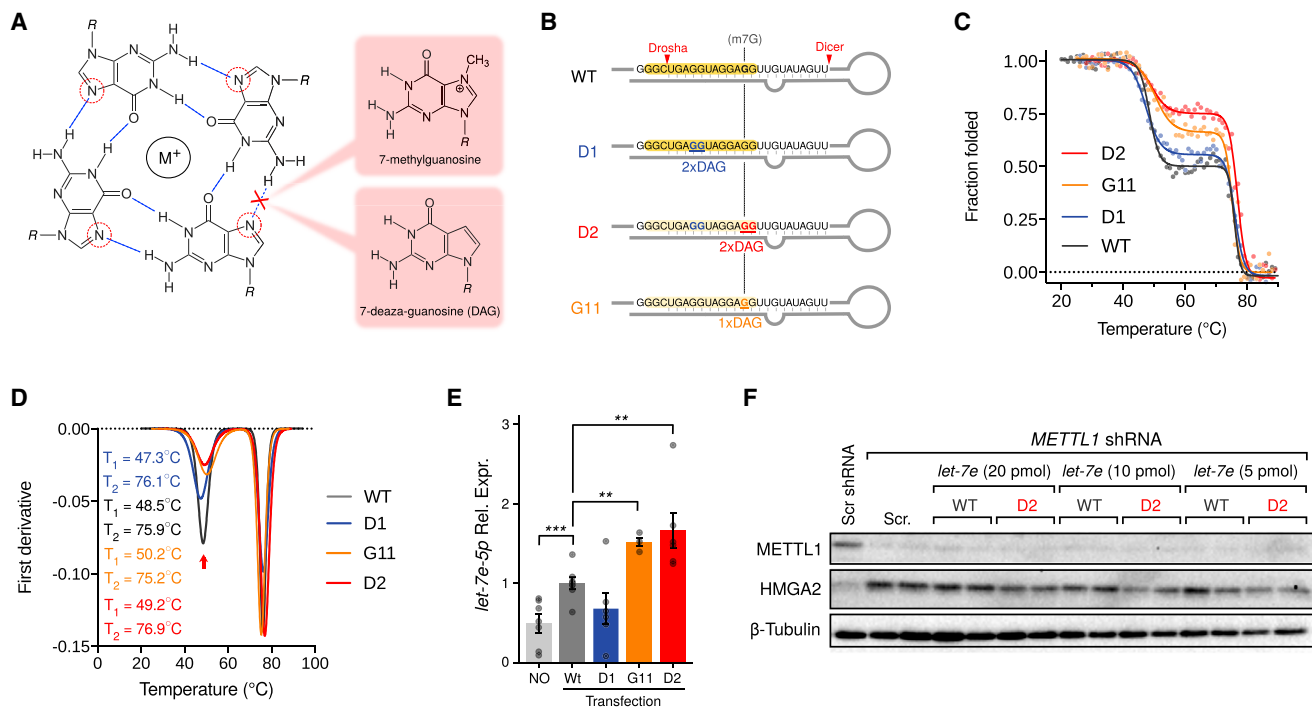 A
N
N
N
N
H
H
H
O
R
M+
CH3
7-methylguanosine
7-deaza-guanosine (DAG)
B
(m7G)
Drosha
Dicer
WT
GGGCUGAGGUAGGAGGUUGUAUAGUU
D1
GGGCUGAGGUAGGAGGUUGUAUAGUU
2xDAG
D2
GGGCUGAGGUAGGAGGUUGUAUAGUU
2xDAG
G11
GGGCUGAGGUAGGAGGUUGUAUAGUU
1xDAG
C
Fraction folded
1.00
0.75
0.50
0.25
0.00
D2
G11
D1
WT
20 40 60 80
Temperature (°C)
D
First derivative
0.00
-0.05
-0.10
-0.15
T1 = 47.3°C
T2 = 76.1°C
T1 = 48.5°C
T2 = 75.9°C
T1 = 50.2°C
T2 = 75.2°C
T1 = 49.2°C
T2 = 76.9°C
0 20 40 60 80 100
Temperature (°C)
WT
D1
G11
D2
E
let-7e-5p Rel. Expr.
3
2
1
0
**
**
***
NO Wt D1 G11 D2
Transfection
F
METTL1 shRNA
Scr shRNA
let-7e (20 pmol) let-7e (10 pmol) let-7e (5 pmol)
Scr. WT D2 WT D2 WT D2
METTL1
HMGA2
β-Tubulin